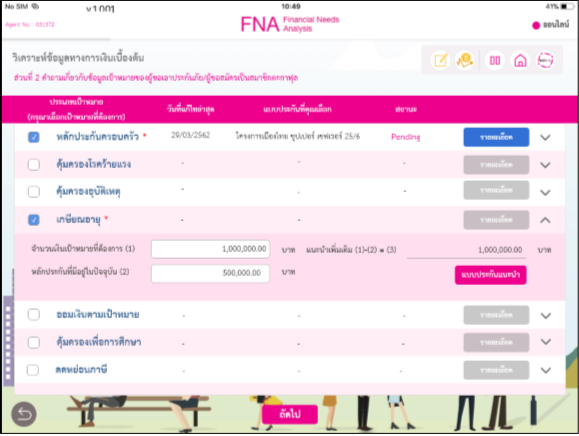 No SIM 10:49 41%
v 1.001
Agent No. : 031372
FNA Financial Needs Analysis
ออนไลน์
วิเคราะห์ข้อมูลทางการเงินเบื้องต้น
ส่วนที่ 2 คำถามเกี่ยวกับข้อมูลเป้าหมายของผู้ขอเอาประกันภัย/ผู้ขอสมัครเป็นสมาชิกตะกาฟุล
ประเภทเป้าหมาย
(กรุณาเลือกเป้าหมายที่ต้องการ) วันที่แก้ไขล่าสุด แบบประกันที่คุณเลือก สถานะ
หลักประกันครอบครัว * 29/03/2562 โครงการเมืองไทย ซุปเปอร์ เซฟเวอร์ 25/6 Pending รายละเอียด
คุ้มครองโรคร้ายแรง - - - รายละเอียด
คุ้มครองอุบัติเหตุ - - - รายละเอียด
เกษียณอายุ * - - รายละเอียด
จำนวนเงินเป้าหมายที่ต้องการ (1) 1,000,000.00 บาท แนะนำเพิ่มเติม (1)-(2) = (3) 1,000,000.00 บาท
หลักประกันที่มีอยู่ในปัจจุบัน (2) 500,000.00 บาท แบบประกันแนะนำ
ออมเงินตามเป้าหมาย - - - รายละเอียด
คุ้มครองเพื่อการศึกษา - - - รายละเอียด
ลดหย่อนภาษี - - - รายละเอียด
ถัดไป